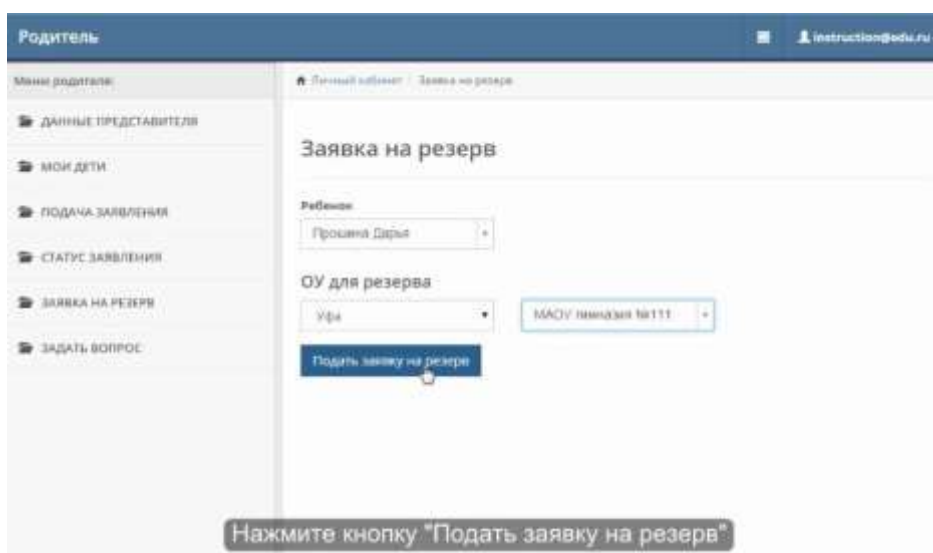 Родитель
instruction@edu.ru
Меню родителя:
Личный кабинет / Заявка на резерв
ДАННЫЕ ПРЕДСТАВИТЕЛЯ
МОИ ДЕТИ
ПОДАЧА ЗАЯВЛЕНИЯ
СТАТУС ЗАЯВЛЕНИЯ
ЗАЯВКА НА РЕЗЕРВ
ЗАДАТЬ ВОПРОС
Заявка на резерв
Ребенок
Прошина Дарья
ОУ для резерва
Уфа
МАОУ гимназия №111
Подать заявку на резерв
Нажмите кнопку "Подать заявку на резерв"